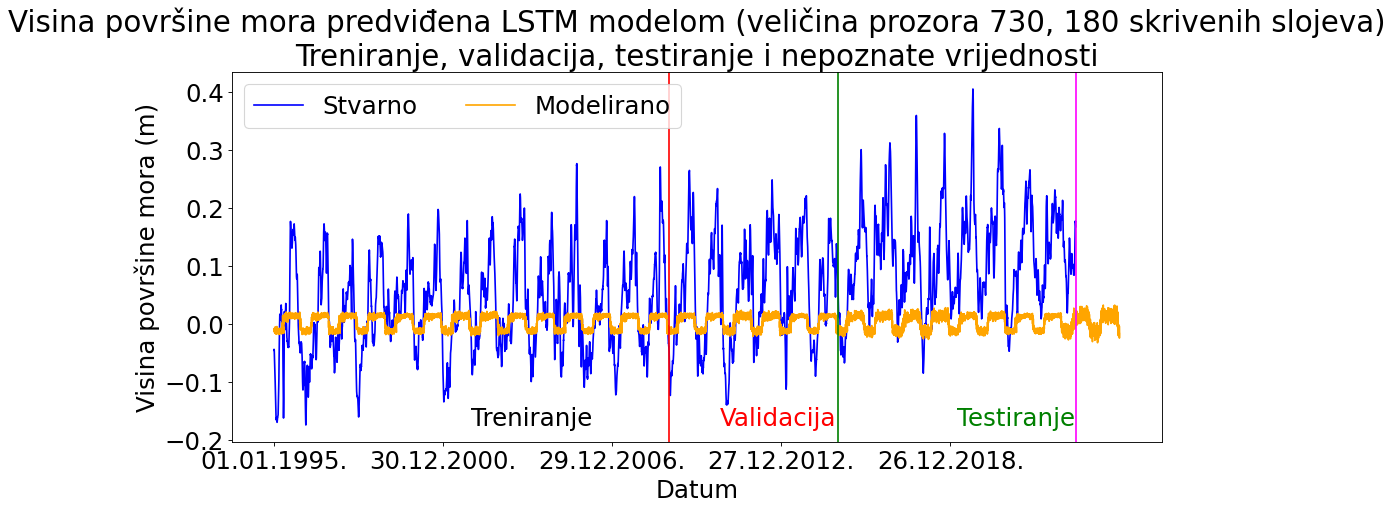 Visina površine mora predviđena LSTM modelom (veličina prozora 730, 180 skrivenih slojeva)
Treniranje, validacija, testiranje i nepoznate vrijednosti
Stvarno
Modelirano
Visina površine mora (m)
0.4
0.3
0.2
0.1
0.0
−0.1
−0.2
Treniranje
Validacija
Testiranje
01.01.1995.
30.12.2000.
29.12.2006.
27.12.2012.
26.12.2018.
Datum